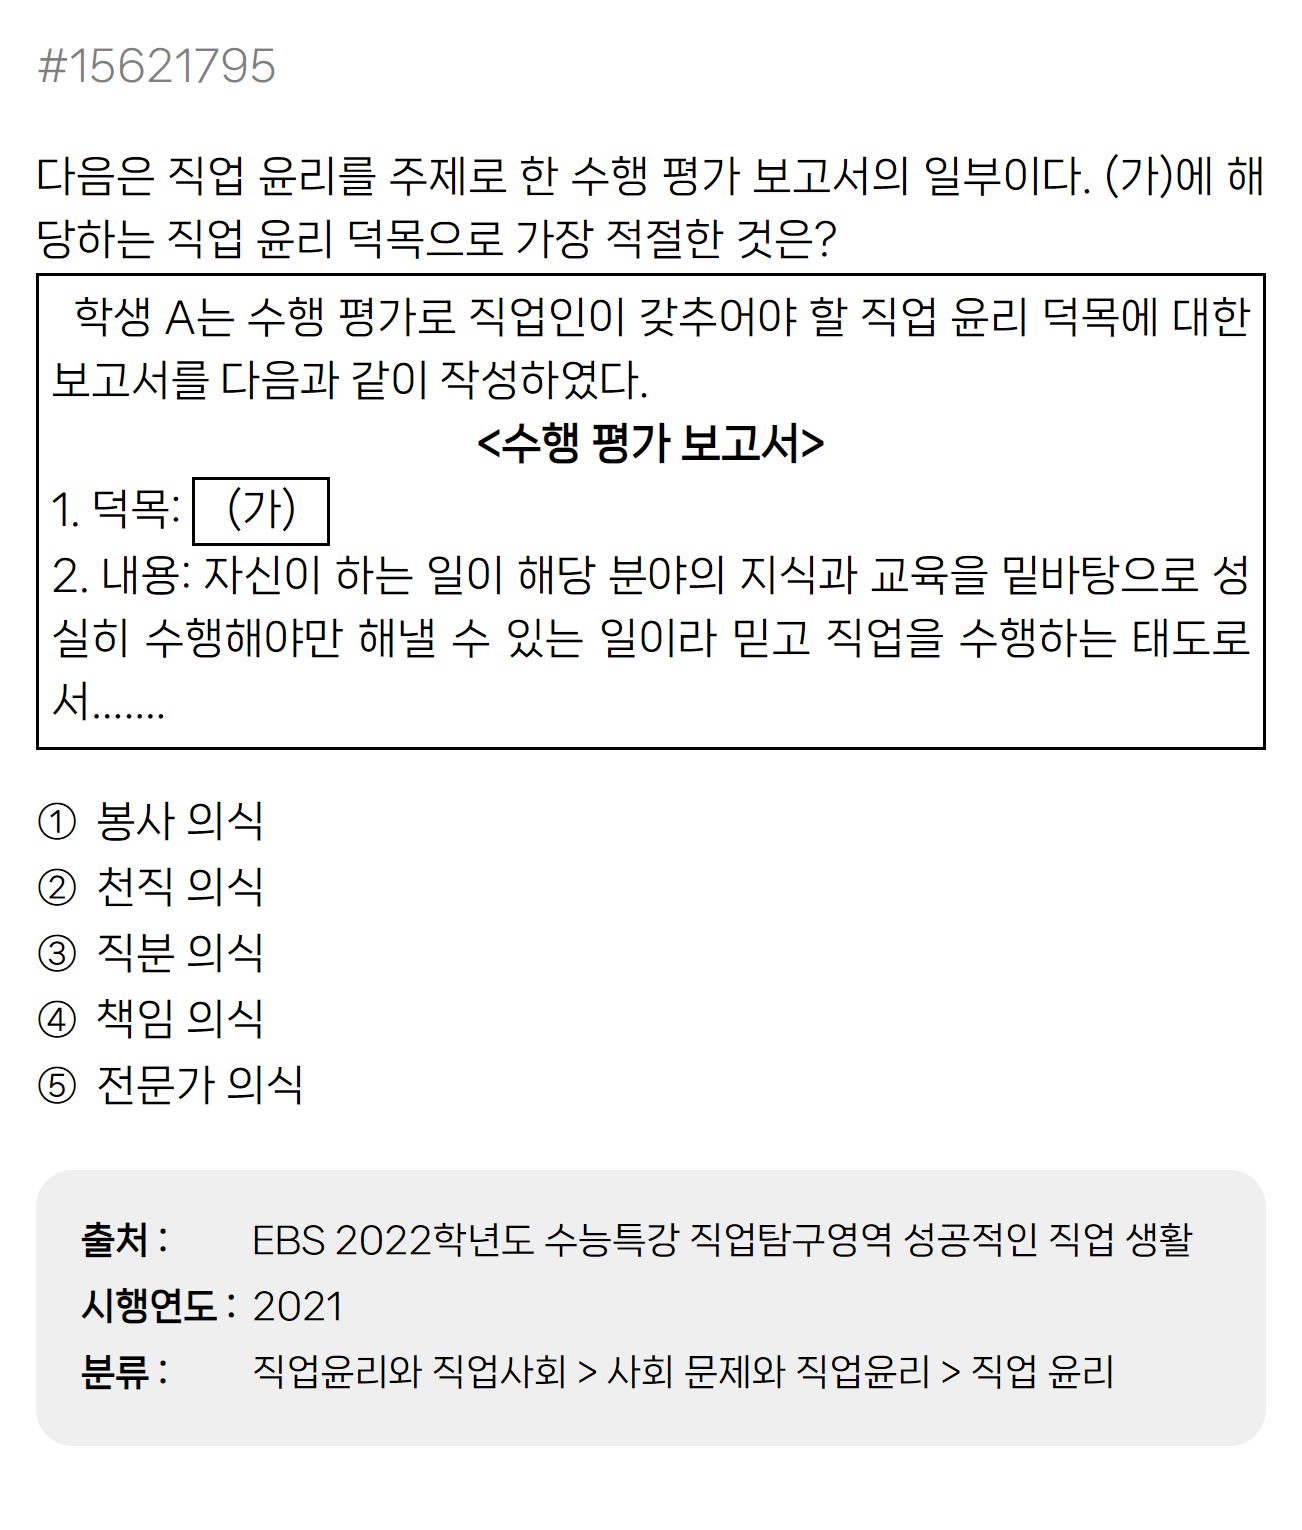 #15621795
다음은 직업 윤리를 주제로 한 수행 평가 보고서의 일부이다. (가)에 해
당하는 직업 윤리 덕목으로 가장 적절한 것은?
학생 A는 수행 평가로 직업인이 갖추어야 할 직업 윤리 덕목에 대한
보고서를 다음과 같이 작성하였다.
<수행 평가 보고서>
1. 덕목: (가)
2. 내용: 자신이 하는 일이 해당 분야의 지식과 교육을 밑바탕으로 성
실히 수행해야만 해낼 수 있는 일이라 믿고 직업을 수행하는 태도로
서.......
① 봉사 의식
② 천직 의식
③ 직분 의식
④ 책임 의식
⑤ 전문가 의식
출처 : EBS 2022학년도 수능특강 직업탐구영역 성공적인 직업 생활
시행연도 : 2021
분류 : 직업윤리와 직업사회 > 사회 문제와 직업윤리 > 직업 윤리